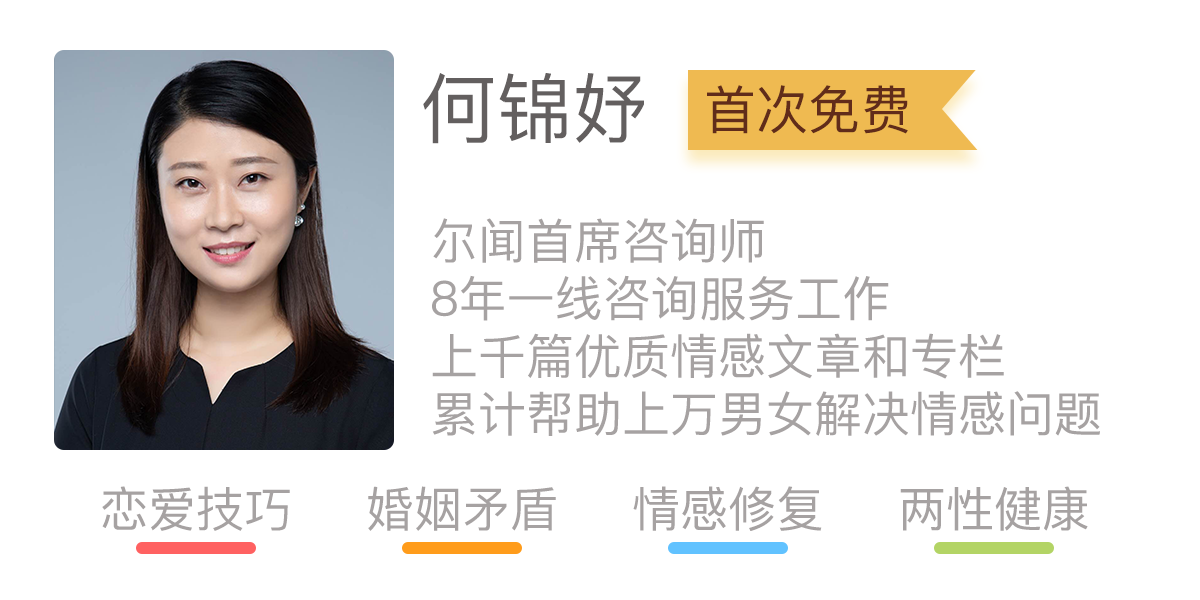 何锦妤
首次免费
尔闻首席咨询师
8年一线咨询服务工作
上千篇优质情感文章和专栏
累计帮助上万男女解决情感问题
恋爱技巧
婚姻矛盾
情感修复
两性健康